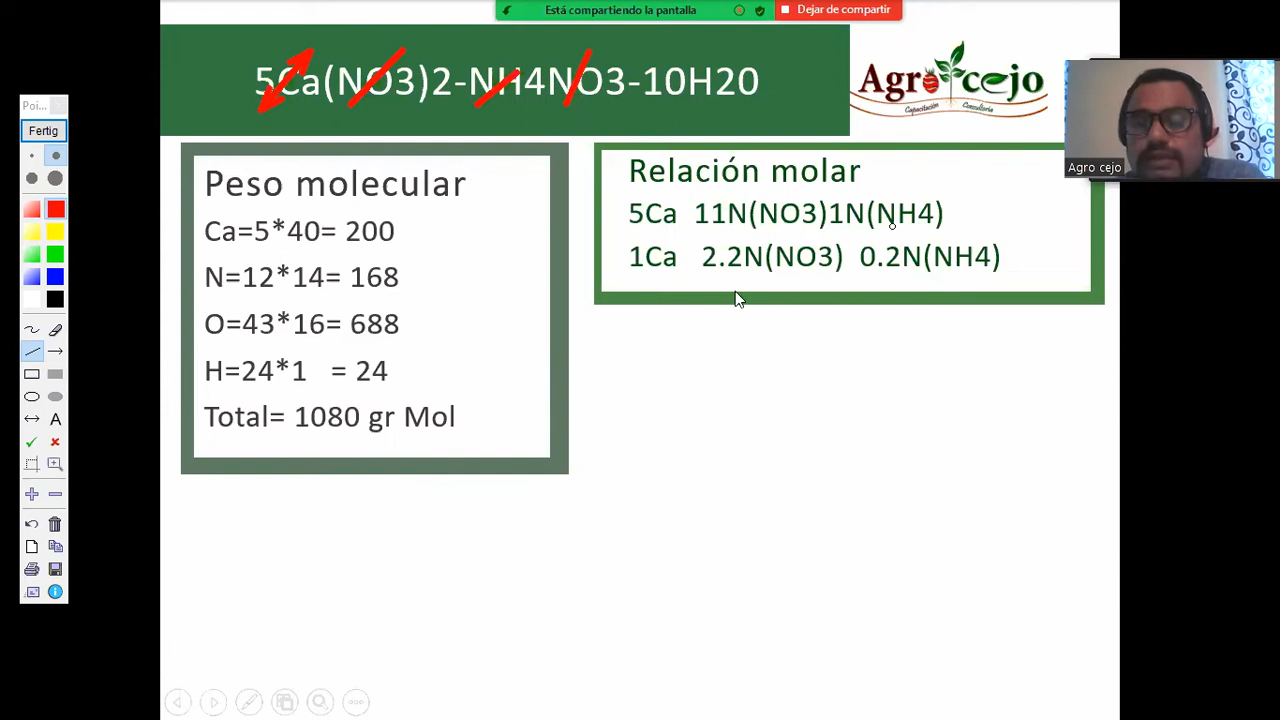 Está compartiendo la pantalla
Dejar de compartir
5Ca(NO3)2-NH4NO3-10H20
Agro cejo
Capacitación Consultoria
Agro cejo
Poi...
Fertig
A
Peso molecular
Ca=5*40= 200
N=12*14= 168
O=43*16= 688
H=24*1 = 24
Total= 1080 gr Mol
Relación molar
5Ca 11N(NO3)1N(NH4)
1Ca 2.2N(NO3) 0.2N(NH4)